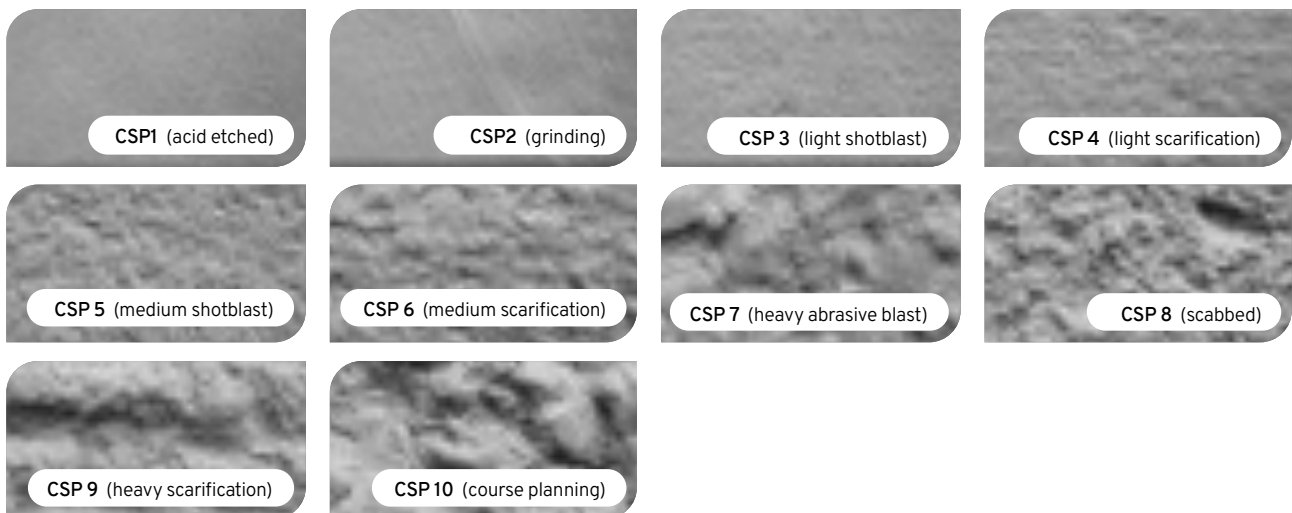 CSP1 (acid etched)
CSP2 (grinding)
CSP 3 (light shotblast)
CSP 4 (light scarification)
CSP 5 (medium shotblast)
CSP 6 (medium scarification)
CSP 7 (heavy abrasive blast)
CSP 8 (scabbed)
CSP 9 (heavy scarification)
CSP 10 (course planning)